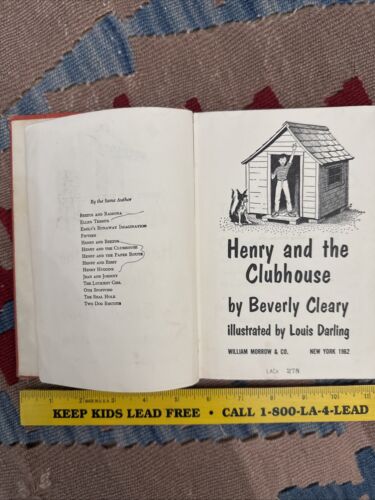 By the Same Author
Beezus and Ramona
Ellen Tebbits
Emily's Runaway Imagination
Fifteen
Henry and Beezus
Henry and the Clubhouse
Henry and the Paper Route
Henry and Ribsy
Henry Huggins
Jean and Johnny
The Luckiest Girl
Otis Spofford
The Real Hole
Two Dog Biscuits
Henry and the
Clubhouse
by Beverly Cleary
illustrated by Louis Darling
WILLIAM MORROW & CO. NEW YORK 1962
278
KEEP KIDS LEAD FREE • CALL 1-800-LA-4-LEAD